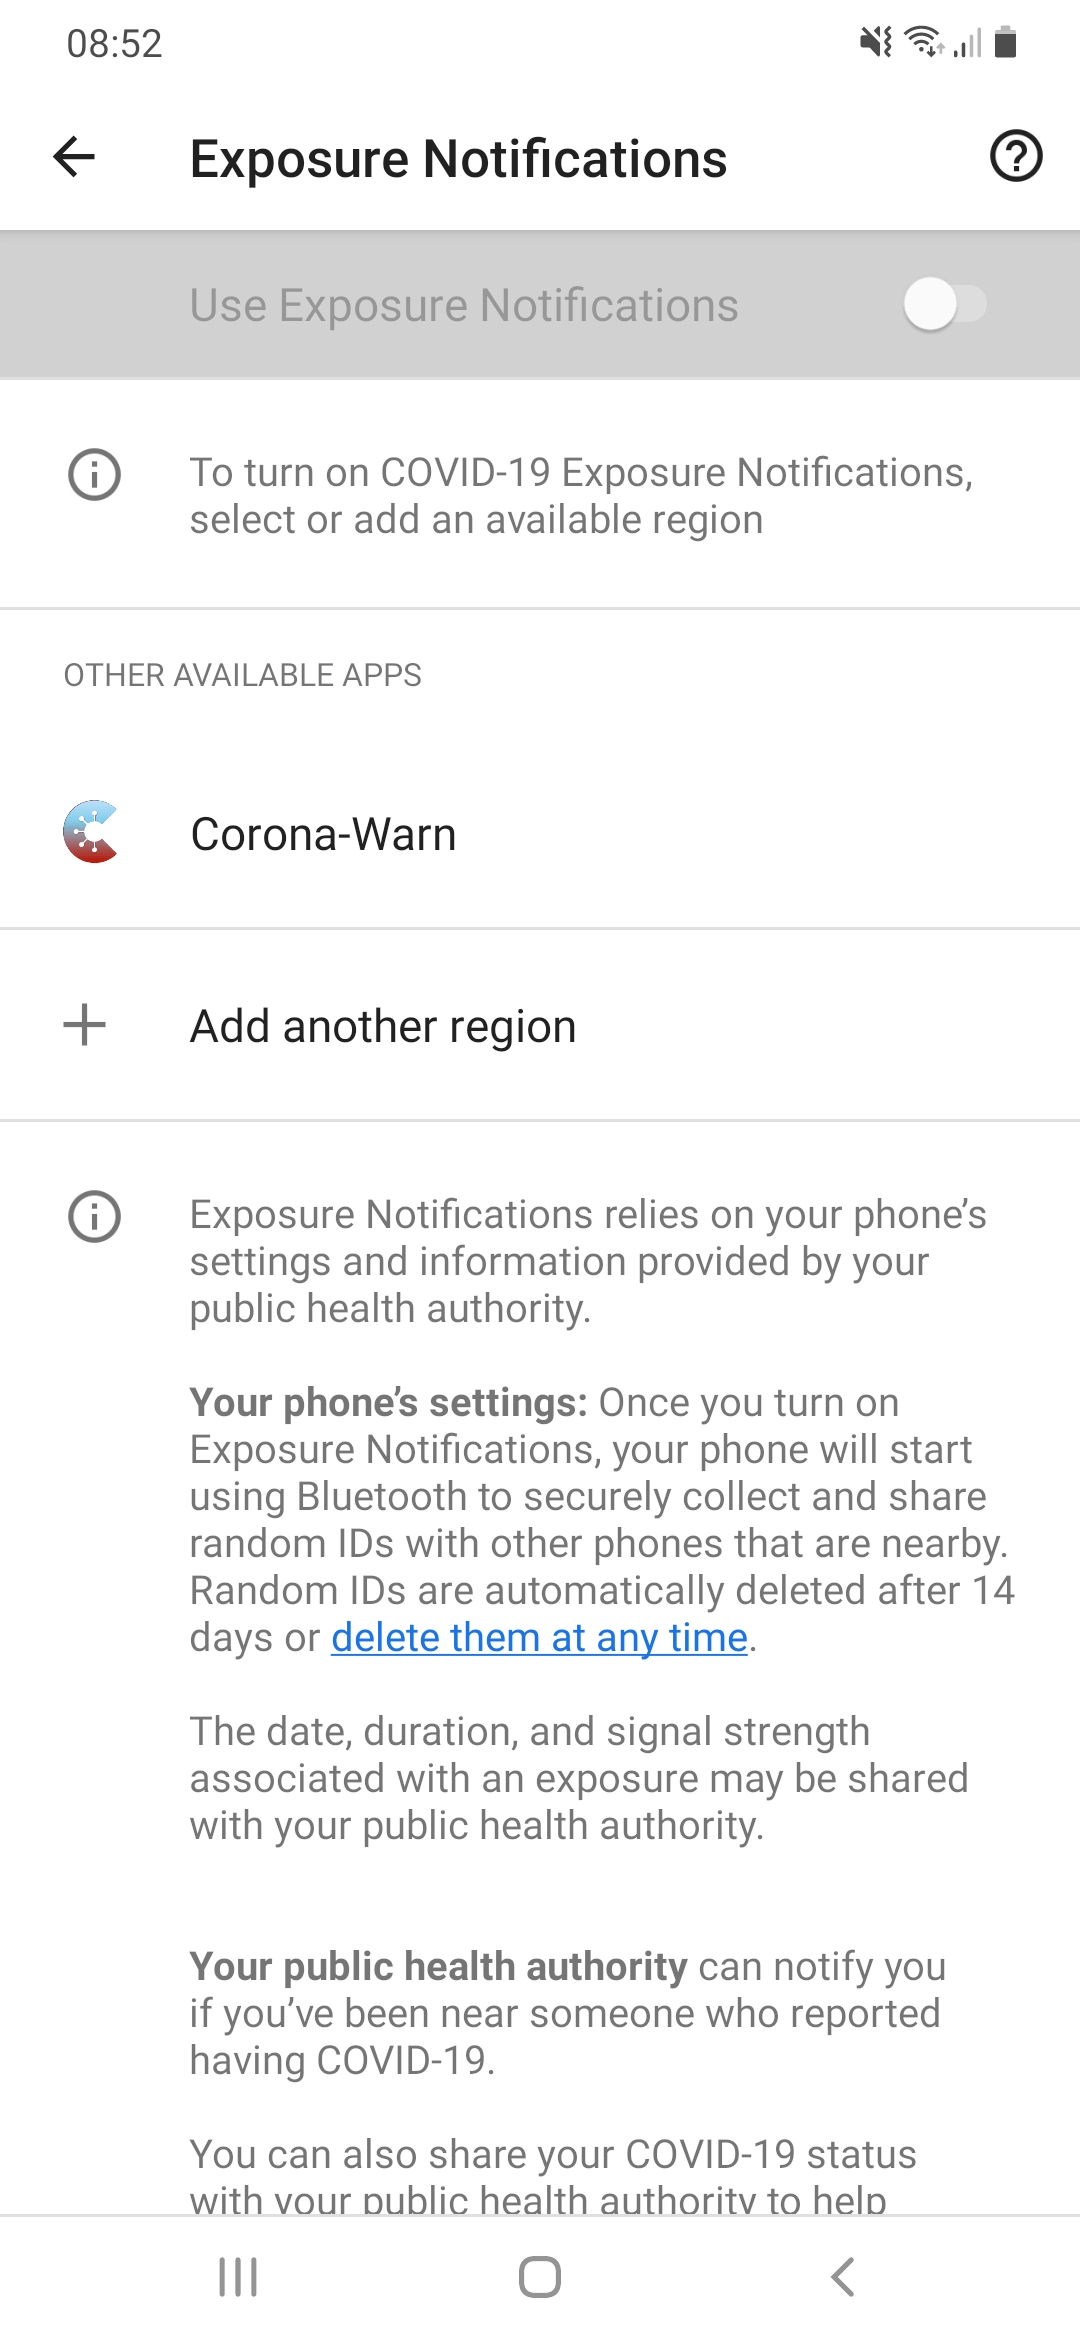 08:52
Exposure Notifications
Use Exposure Notifications
To turn on COVID-19 Exposure Notifications,
select or add an available region
OTHER AVAILABLE APPS
Corona-Warn
Add another region
Exposure Notifications relies on your phone’s
settings and information provided by your
public health authority.
Your phone’s settings: Once you turn on
Exposure Notifications, your phone will start
using Bluetooth to securely collect and share
random IDs with other phones that are nearby.
Random IDs are automatically deleted after 14
days or delete them at any time.
The date, duration, and signal strength
associated with an exposure may be shared
with your public health authority.
Your public health authority can notify you
if you’ve been near someone who reported
having COVID-19.
You can also share your COVID-19 status
with your public health authority to help